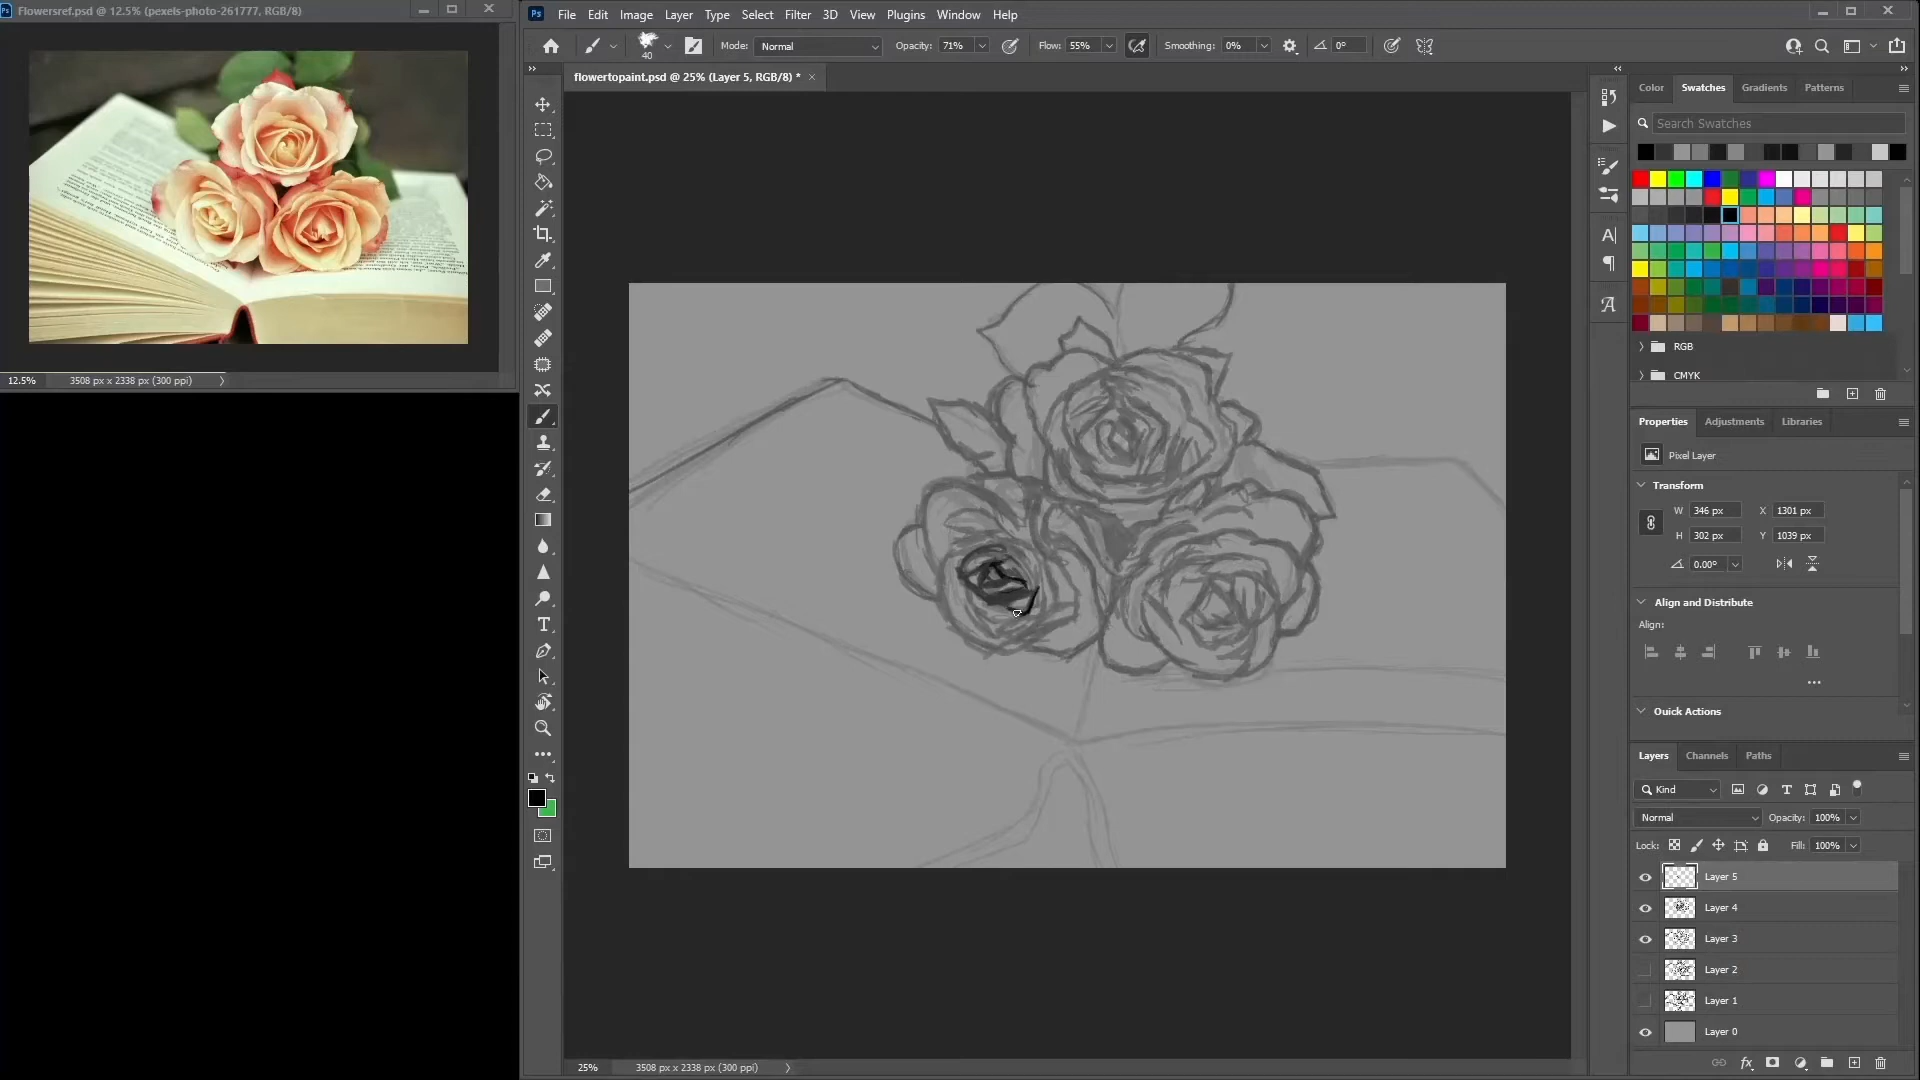 Flowersref.psd @ 12.5% (pexels-photo-261777, RGB/8)
12.5%
3508 px x 2338 px (300 ppi)
Ps
File
Edit
Image
Layer
Type
Select
Filter
3D
View
Plugins
Window
Help
40
Mode:
Normal
Opacity:
71%
Flow:
55%
Smoothing:
0%
0°
flowertopaint.psd @ 25% (Layer 5, RGB/8) *
Color
Swatches
Gradients
Patterns
Search Swatches
RGB
CMYK
Properties
Adjustments
Libraries
Pixel Layer
Transform
W
346 px
X
1301 px
H
302 px
Y
1039 px
0.00°
Align and Distribute
Align:
Quick Actions
Layers
Channels
Paths
Kind
Normal
Opacity:
100%
Lock:
Fill:
100%
Layer 5
Layer 4
Layer 3
Layer 2
Layer 1
Layer 0
25%
3508 px x 2338 px (300 ppi)